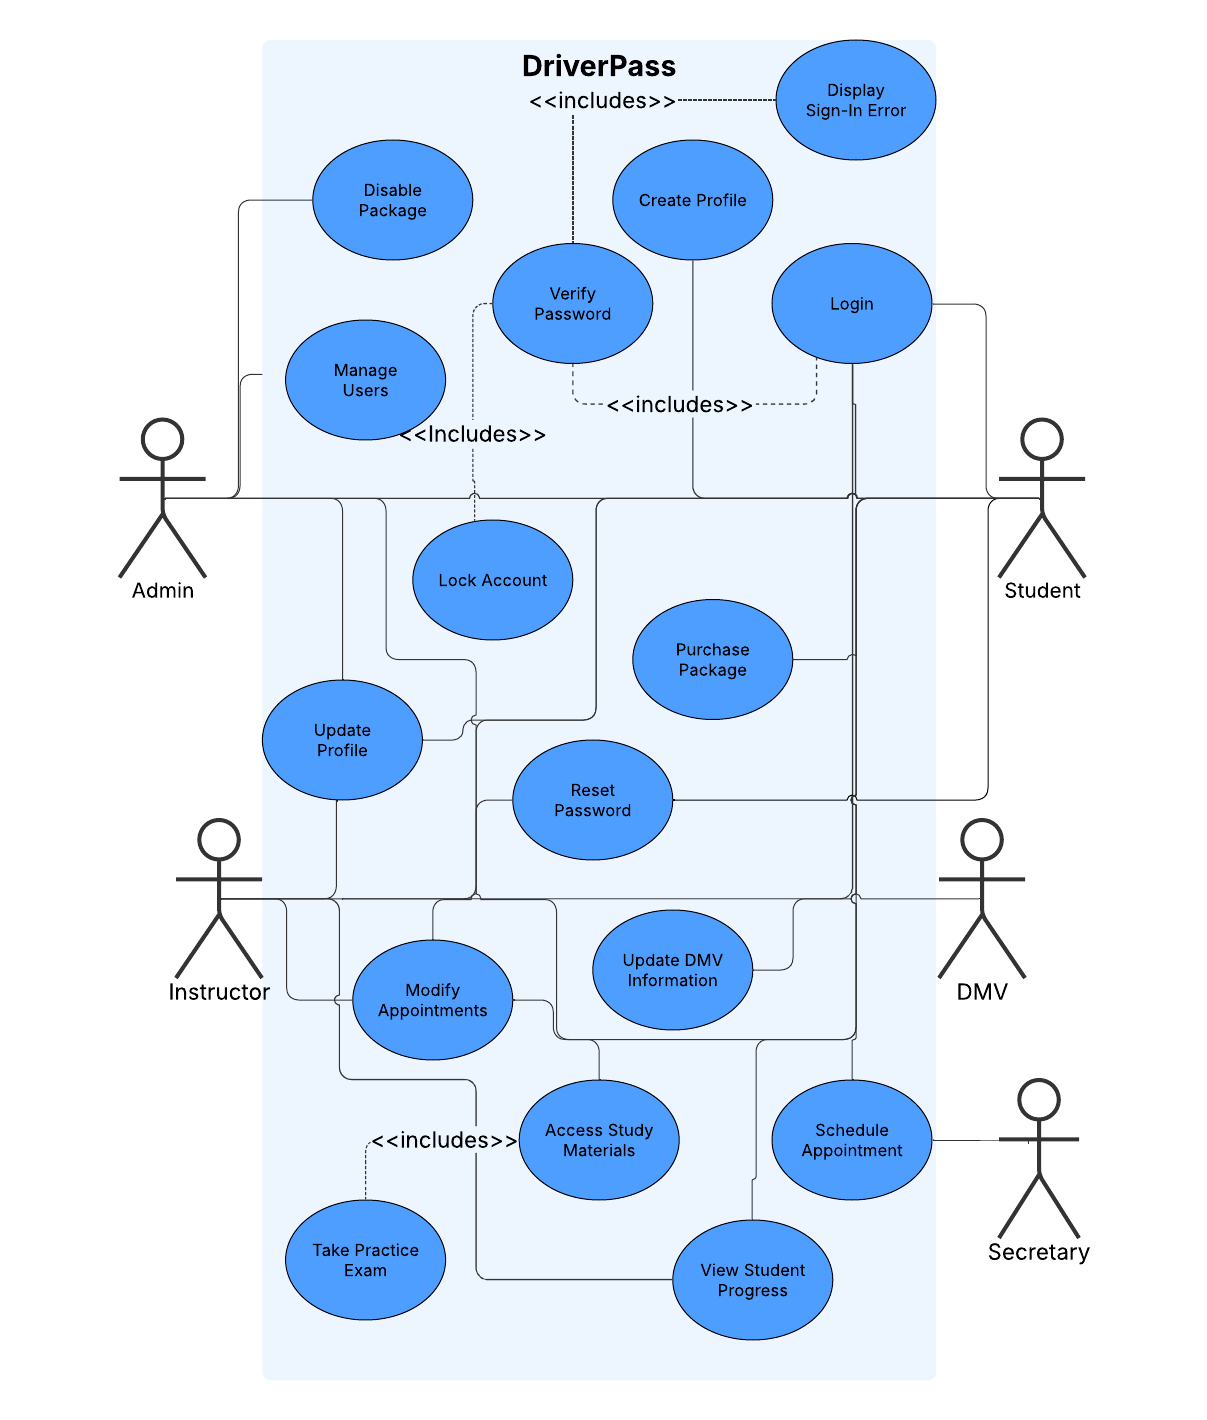 DriverPass
<<includes>>
Display
Sign-In Error
Disable
Package
Create Profile
Verify
Password
Login
Manage
Users
<<includes>>
<<Includes>>
Lock Account
Admin
Student
Purchase
Package
Update
Profile
Reset
Password
Update DMV
Information
Instructor
Modify
Appointments
DMV
<<includes>>
Access Study
Materials
Schedule
Appointment
Take Practice
Exam
Secretary
View Student
Progress